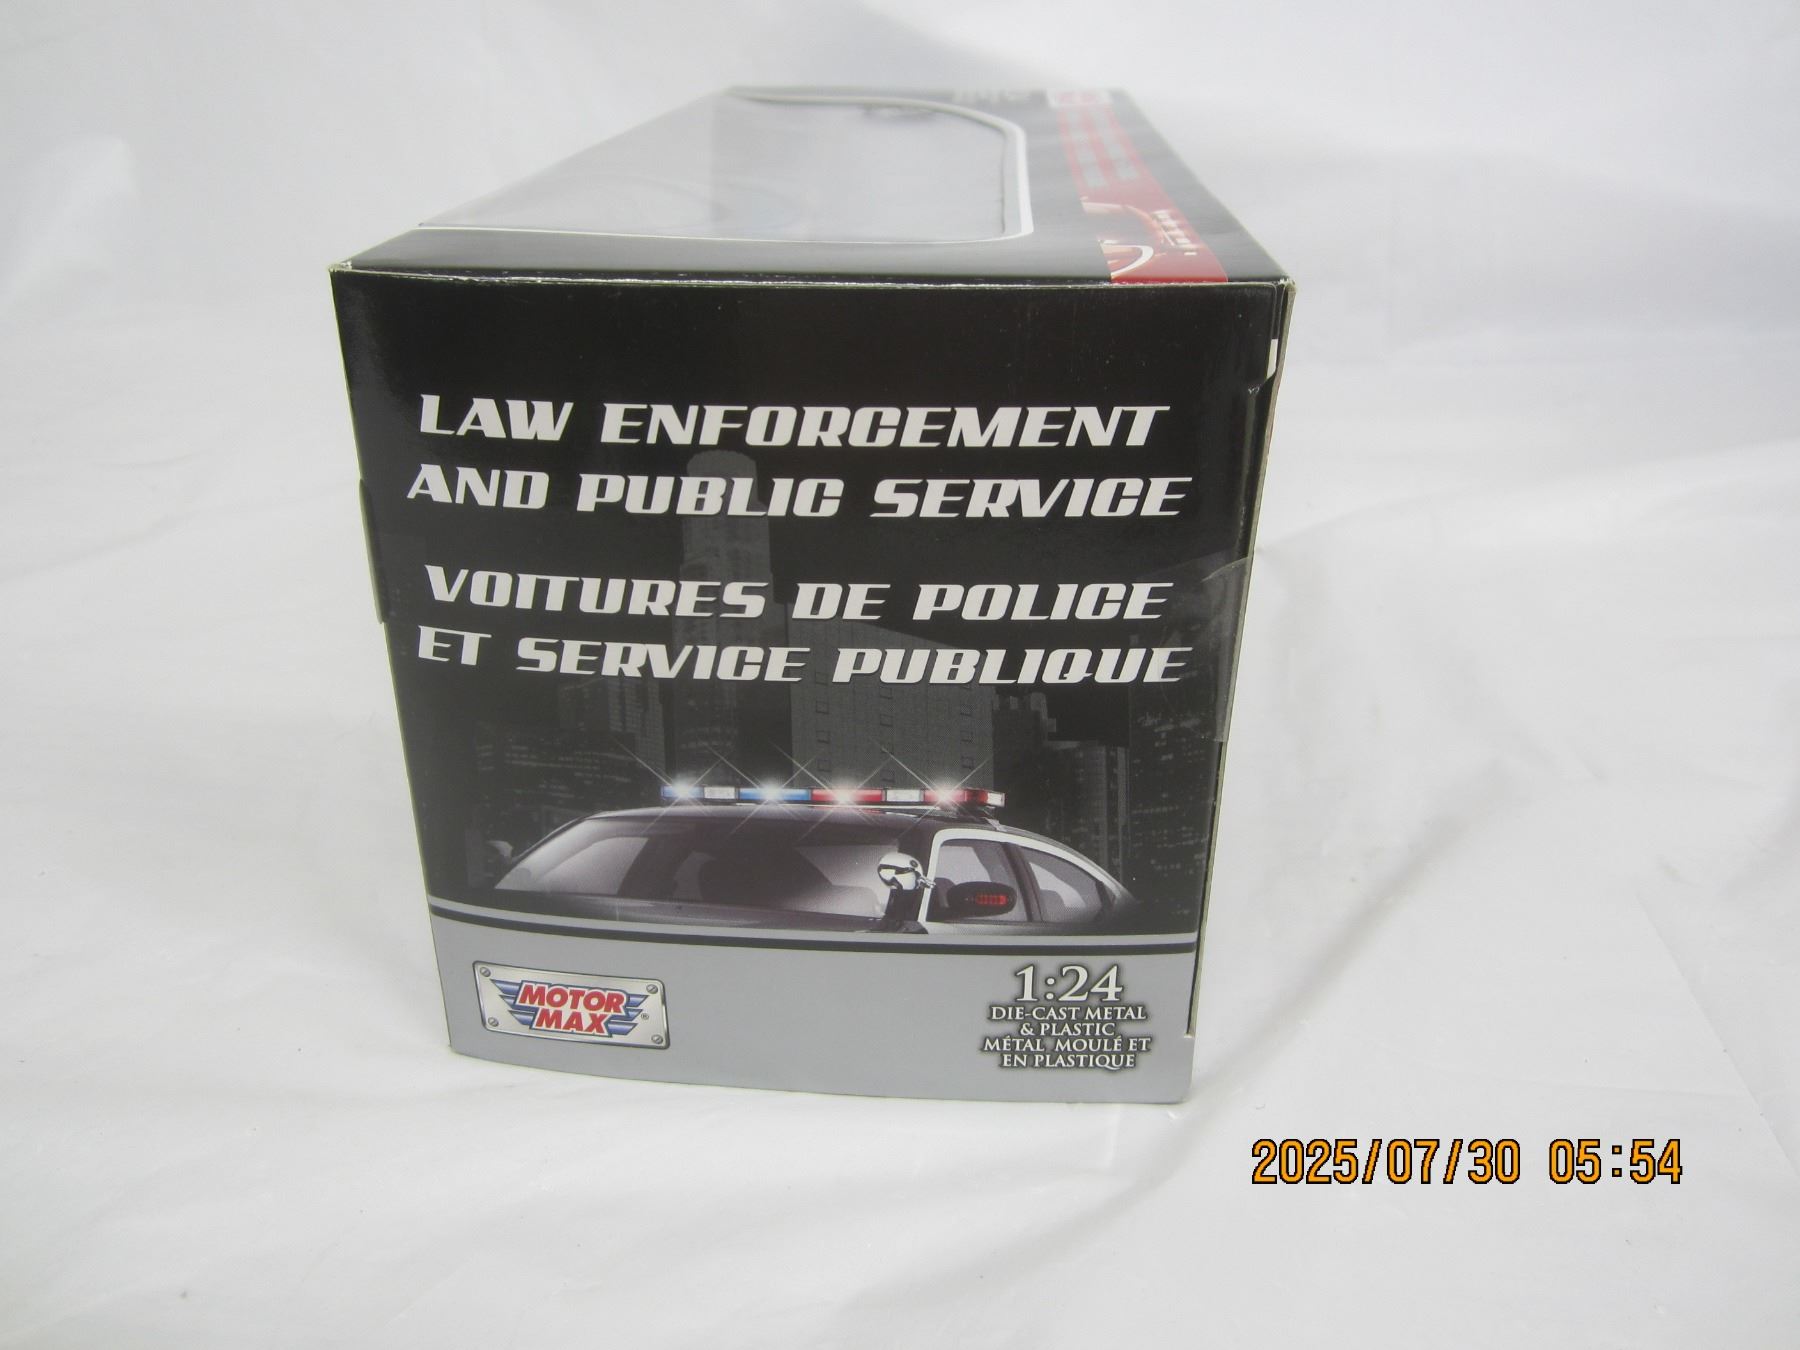 LAW ENFORCEMENT
AND PUBLIC SERVICE
VOITURES DE POLICE
ET SERVICE PUBLIQUE
MOTOR
MAX
®
1:24
DIE-CAST METAL
& PLASTIC
MÉTAL MOULÉ ET
EN PLASTIQUE
2025/07/30 05:54